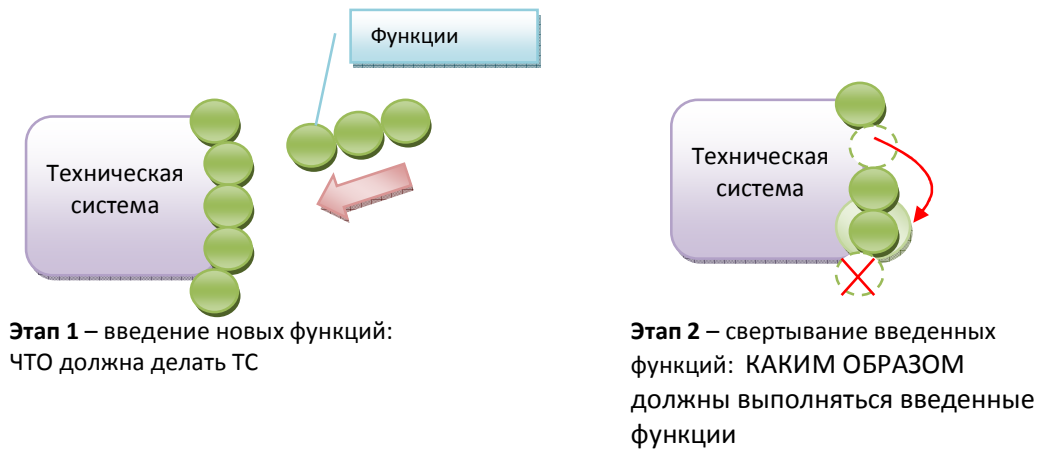 Функции
Техническая
система
Техническая
система
Этап 1 – введение новых функций:
ЧТО должна делать ТС
Этап 2 – свертывание введенных
функций: КАКИМ ОБРАЗОМ
должны выполняться введенные
функции